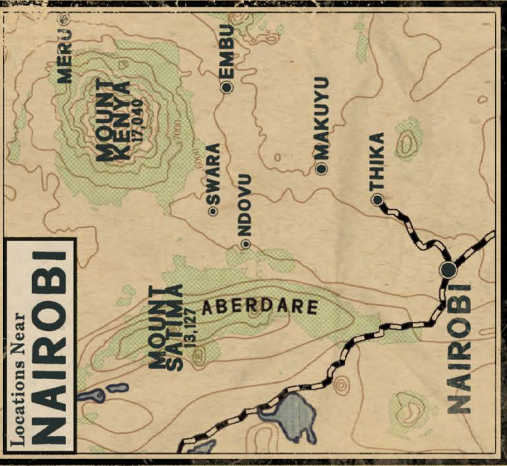 Locations Near
NAIROBI
MERU
MOUNT
KENYA
17,040
7000
EMBU
SWARA
NDOVU
MAKUYU
THIKA
MOUNT
SATIMA
13,127
ABERDARE
NAIROBI